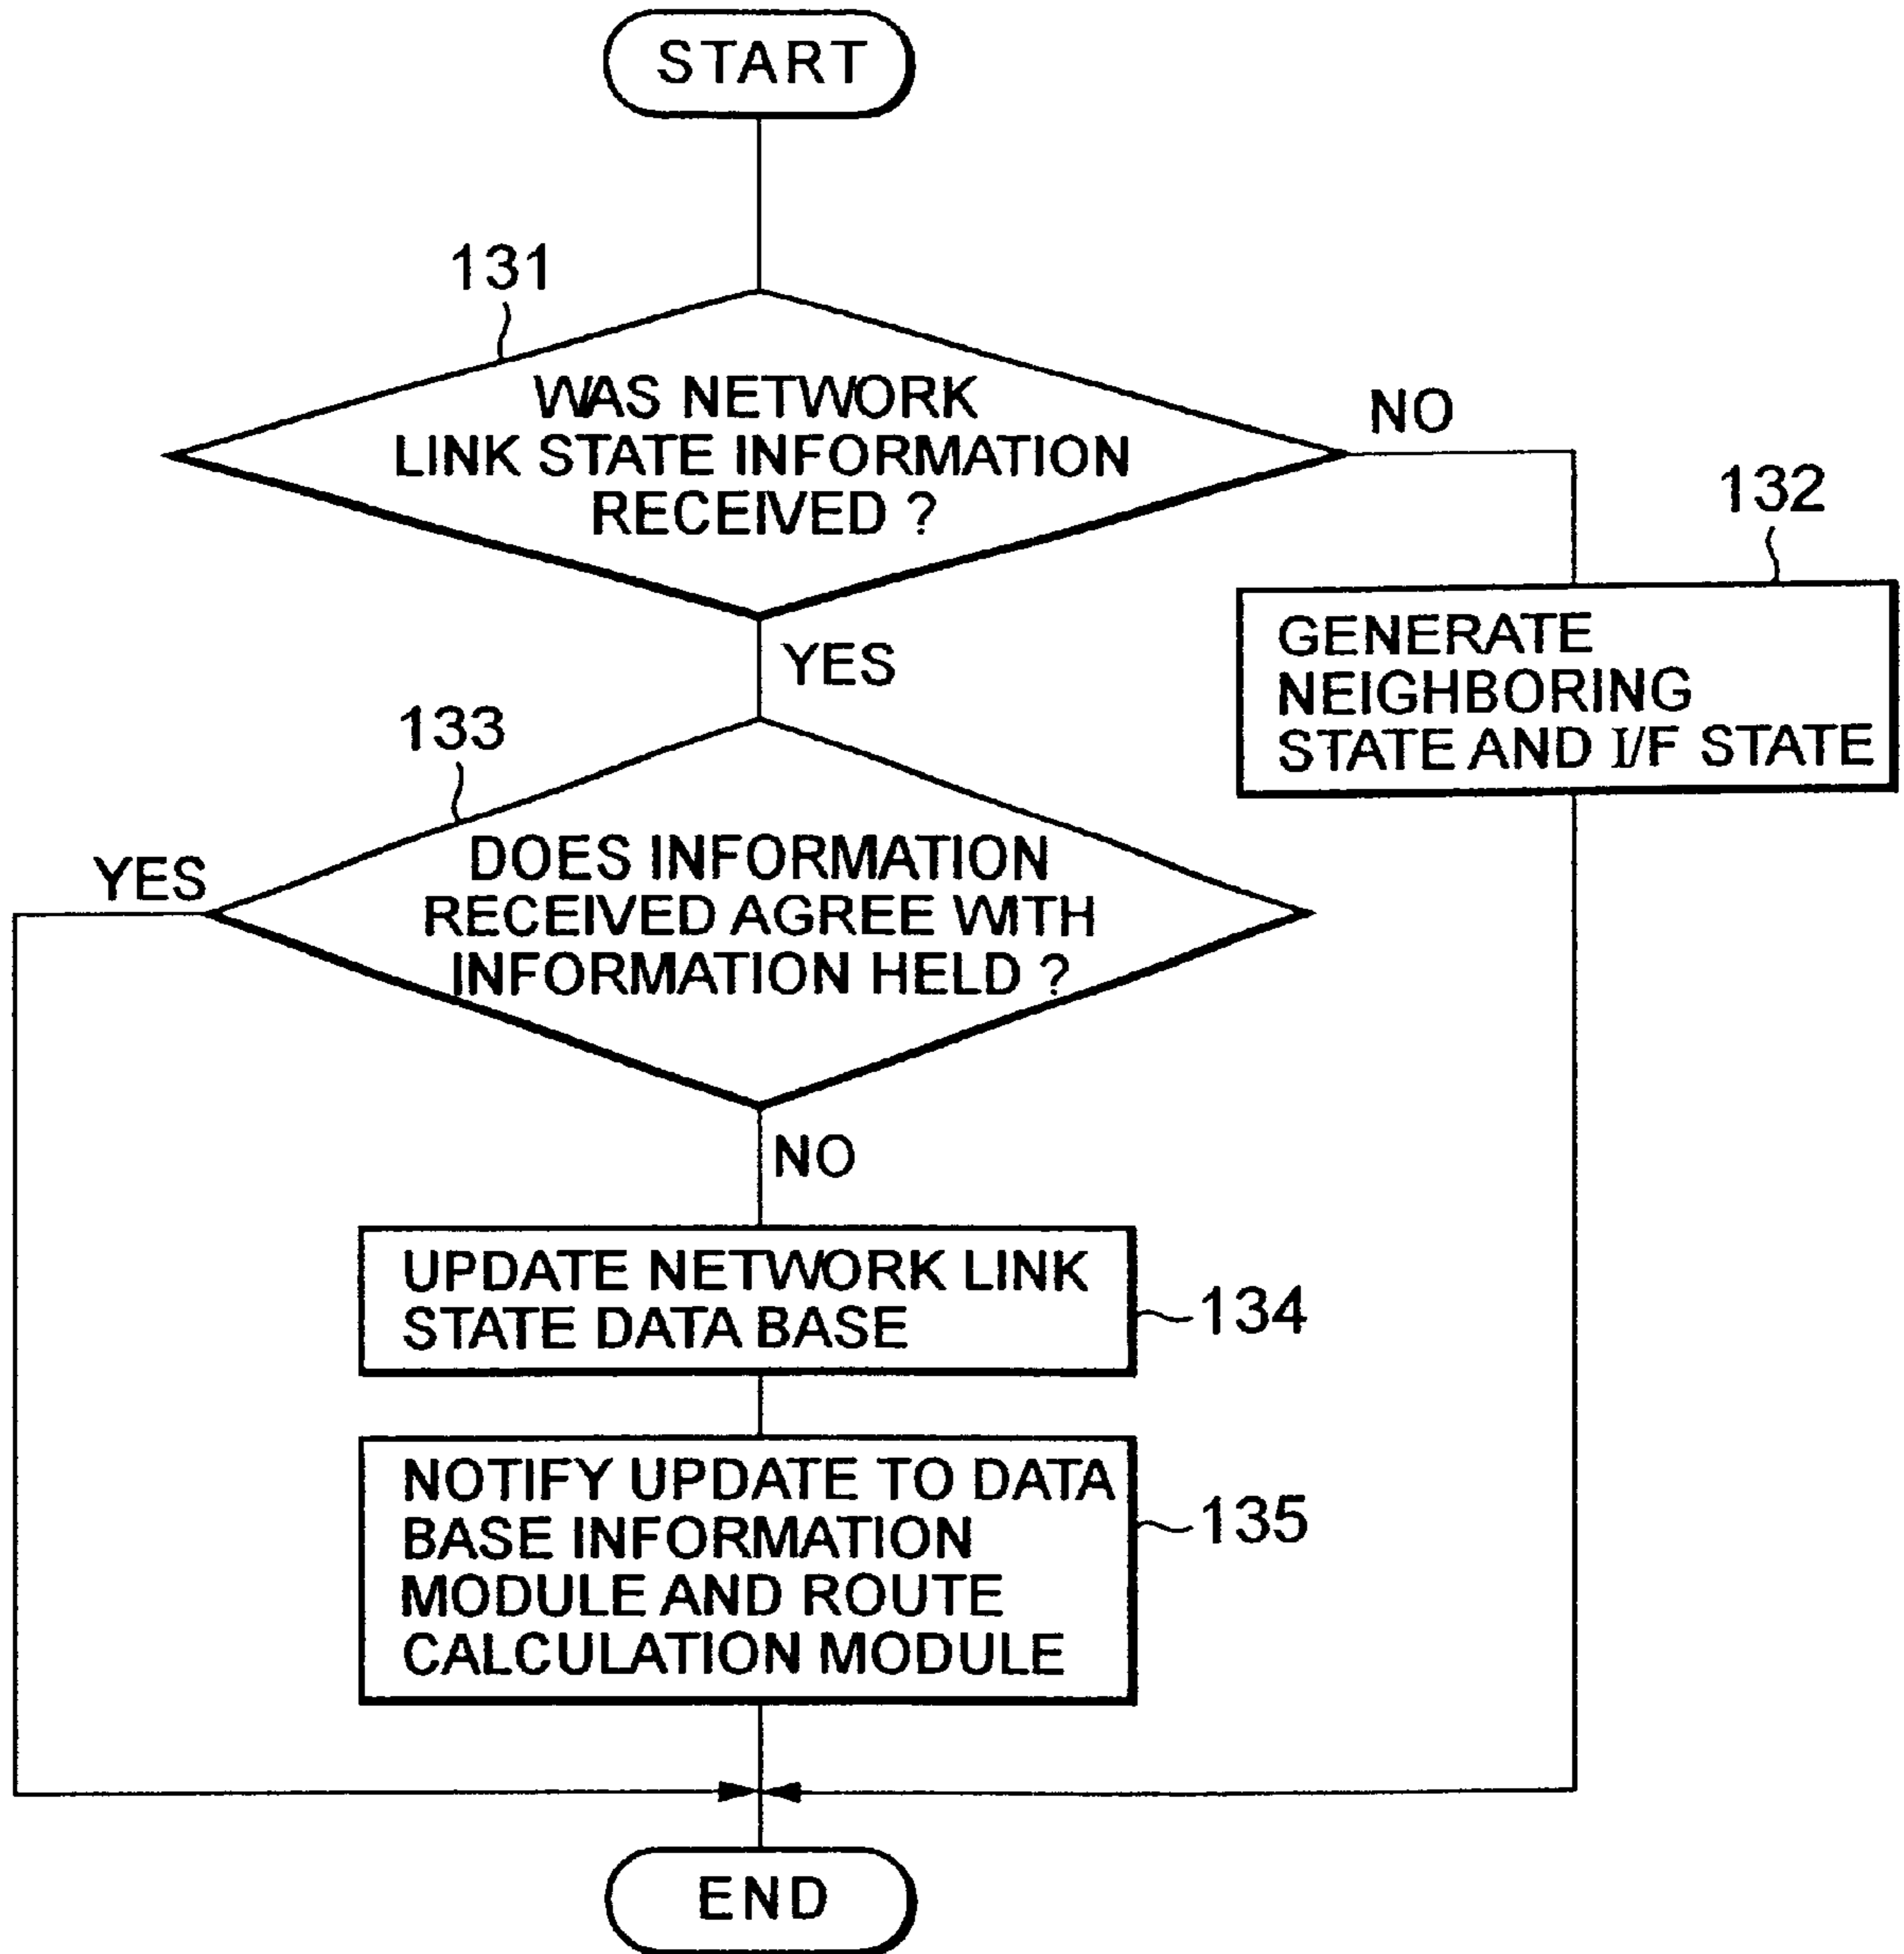 START
131
WAS NETWORK
LINK STATE INFORMATION
RECEIVED ?
NO
132
GENERATE
NEIGHBORING
STATE AND I/F STATE
YES
133
YES
DOES INFORMATION
RECEIVED AGREE WITH
INFORMATION HELD ?
NO
UPDATE NETWORK LINK
STATE DATA BASE
134
NOTIFY UPDATE TO DATA
BASE INFORMATION
MODULE AND ROUTE
CALCULATION MODULE
135
END